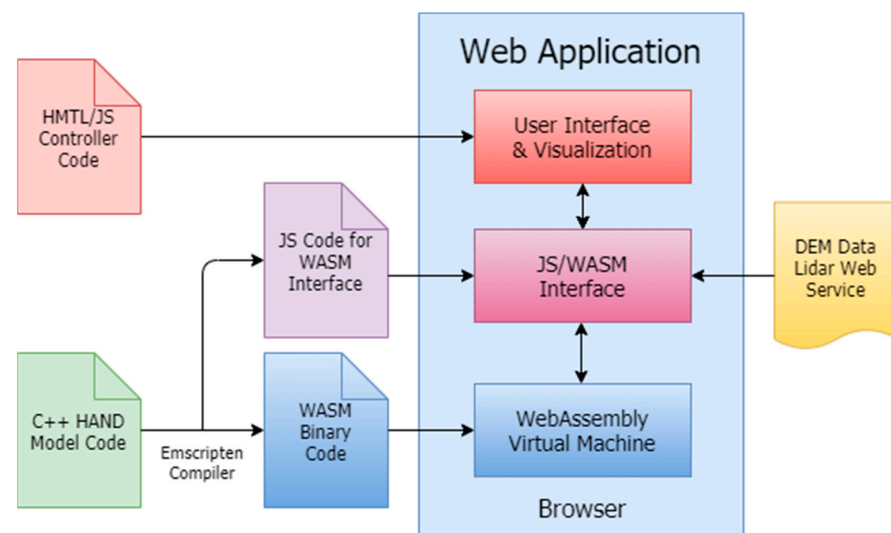 Web Application
HMTL/JS
Controller
Code
User Interface
& Visualization
JS Code for
WASM
Interface
JS/WASM
Interface
DEM Data
Lidar Web
Service
C++ HAND
Model Code
Emscripten
Compiler
WASM
Binary
Code
WebAssembly
Virtual Machine
Browser